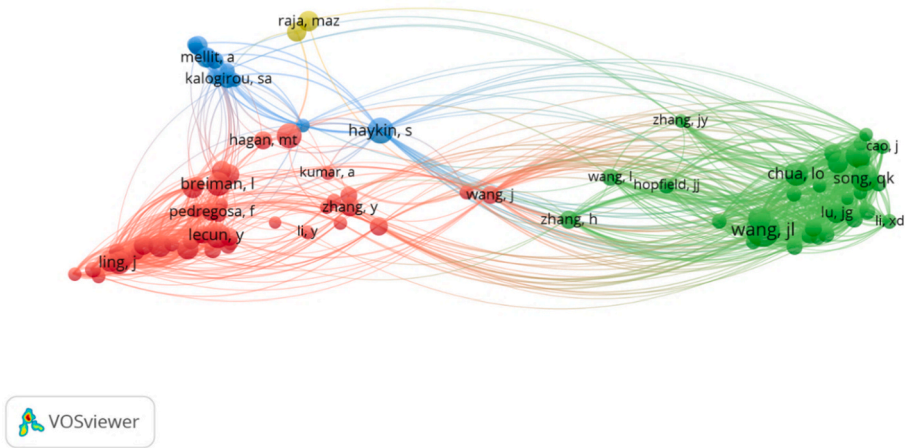 raja, maz
mellit, a
kalogirou, sa
hagan, mt
haykin, s
zhang, jy
cao, j
breiman, l
kumar, a
wang, j
wang, l
hopfield, jj
chua, lo
song, qk
pedregosa, f
zhang, y
zhang, h
lu, jg
li, xd
lecun, y
li, y
wang, jl
ling, j
VOSviewer